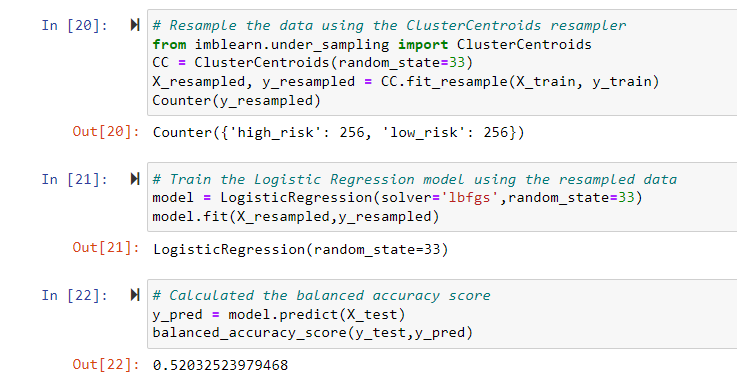 In [20]: # Resample the data using the ClusterCentroids resampler
from imblearn.under_sampling import ClusterCentroids
CC = ClusterCentroids(random_state=33)
X_resampled, y_resampled = CC.fit_resample(X_train, y_train)
Counter(y_resampled)
Out[20]: Counter({'high_risk': 256, 'low_risk': 256})
In [21]: # Train the Logistic Regression model using the resampled data
model = LogisticRegression(solver='lbfgs',random_state=33)
model.fit(X_resampled,y_resampled)
Out[21]: LogisticRegression(random_state=33)
In [22]: # Calculated the balanced accuracy score
y_pred = model.predict(X_test)
balanced_accuracy_score(y_test,y_pred)
Out[22]: 0.52032523979468